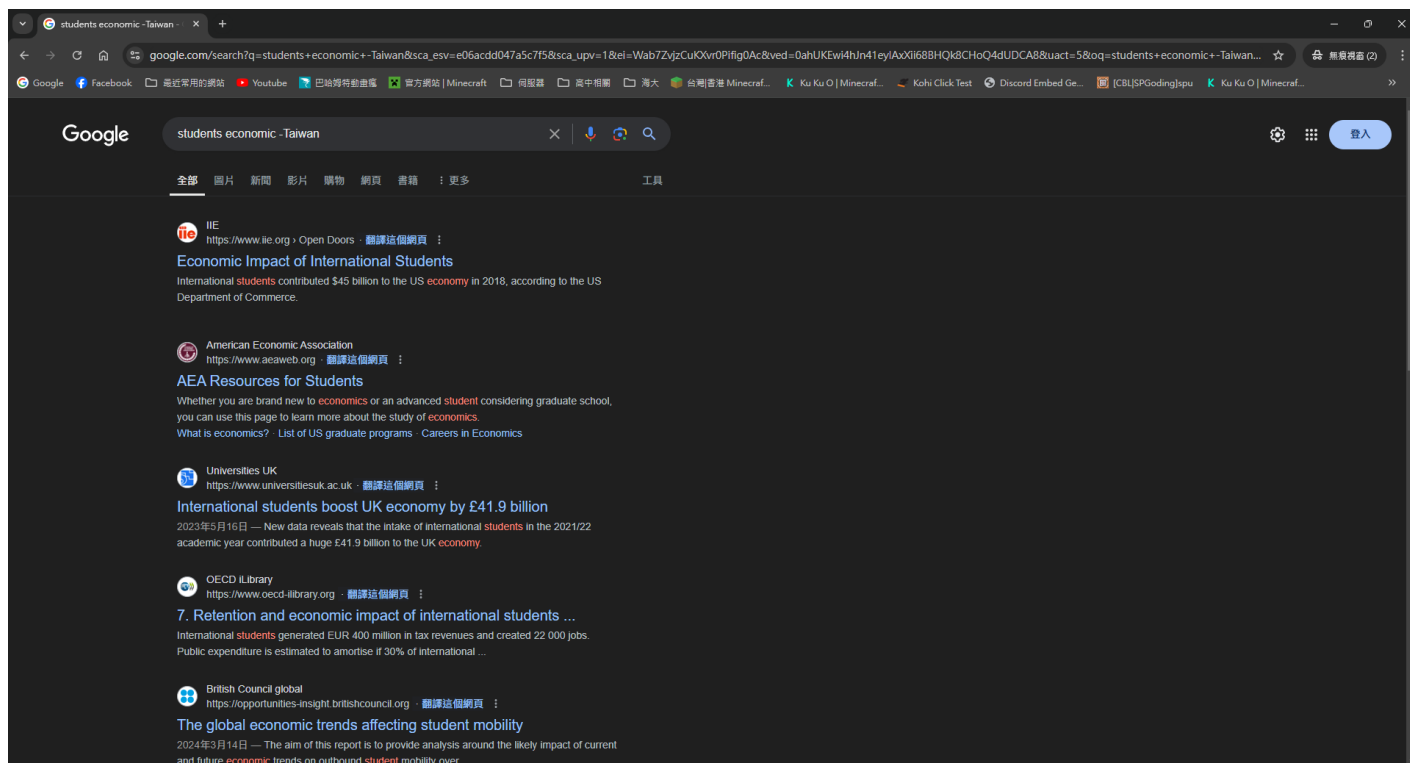 students economic -Taiwan -
google.com/search?q=students+economic+-Taiwan&sca_esv=e06acdd047a5c7f5&sca_upv=1&ei=Wab7ZvjzCuKXvr0Pifig0Ac&ved=0ahUKEwi4hJn41eyIAxXii68BHQk8CHoQ4dUDCA8&uact=5&oq=students+economic+-Taiwan...
無痕視窗 (2)
Google Facebook 最近常用的網站 Youtube 巴哈姆特動畫瘋 官方網站 | Minecraft 伺服器 高中相關 海大 台灣|香港 Minecraf... Ku Ku O | Minecraf... Kohi Click Test Discord Embed Ge... [CBL|SPGoding]spu Ku Ku O | Minecraf...
Google
students economic -Taiwan
登入
全部 圖片 新聞 影片 購物 網頁 書籍 更多 工具
IIE
https://www.iie.org › Open Doors · 翻譯這個網頁
Economic Impact of International Students
International students contributed $45 billion to the US economy in 2018, according to the US
Department of Commerce.
American Economic Association
https://www.aeaweb.org · 翻譯這個網頁
AEA Resources for Students
Whether you are brand new to economics or an advanced student considering graduate school,
you can use this page to learn more about the study of economics.
What is economics? · List of US graduate programs · Careers in Economics
Universities UK
https://www.universitiesuk.ac.uk · 翻譯這個網頁
International students boost UK economy by £41.9 billion
2023年5月16日 — New data reveals that the intake of international students in the 2021/22
academic year contributed a huge £41.9 billion to the UK economy.
OECD iLibrary
https://www.oecd-ilibrary.org · 翻譯這個網頁
7. Retention and economic impact of international students ...
International students generated EUR 400 million in tax revenues and created 22 000 jobs.
Public expenditure is estimated to amortise if 30% of international ...
British Council global
https://opportunities-insight.britishcouncil.org · 翻譯這個網頁
The global economic trends affecting student mobility
2024年3月14日 — The aim of this report is to provide analysis around the likely impact of current
and future economic trends on outbound student mobility over